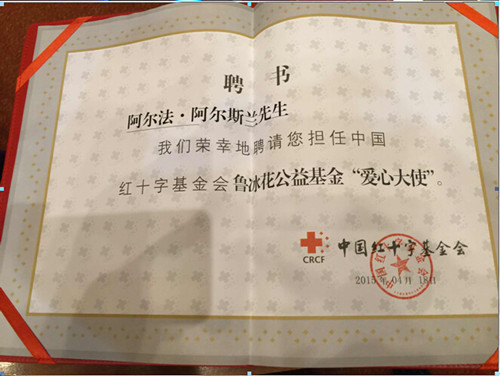 聘 书
阿尔法·阿尔斯兰先生
我们荣幸地聘请您担任中国
红十字基金会鲁冰花公益基金“爱心大使”。
CRCF
中国红十字基金会
2015年04月18日